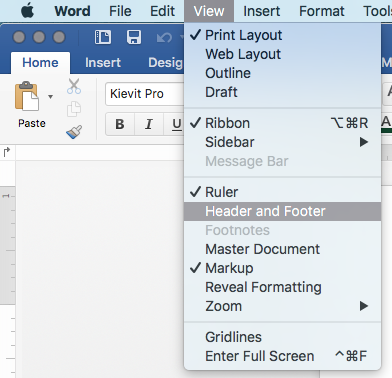 Word File Edit View Insert Format Tools
Home Insert Desig
Paste
Kievit Pro
B I U
A
A
M
1
✓ Print Layout
Web Layout
Outline
Draft
✓ Ribbon ⌥⌘R
Sidebar ▶
Message Bar
✓ Ruler
Header and Footer
Footnotes
Master Document
✓ Markup
Reveal Formatting
Zoom ▶
Gridlines
Enter Full Screen ^⌘F